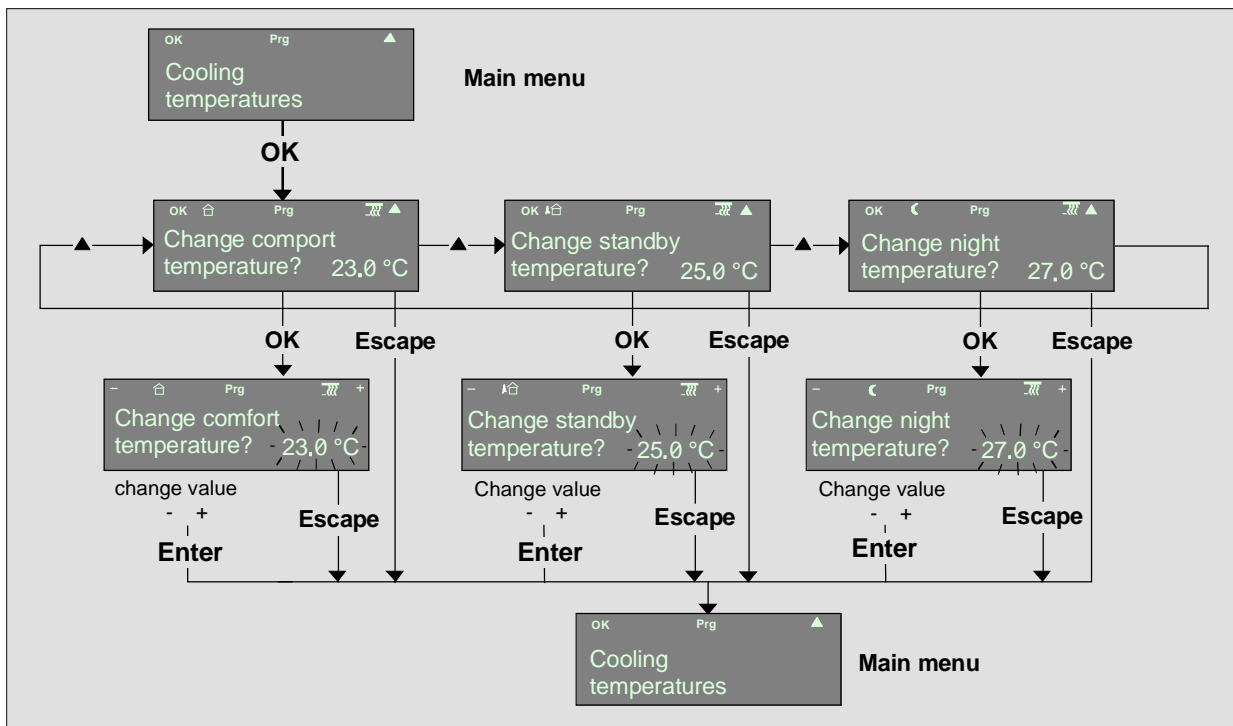 OK Prg ▲
Cooling
temperatures
Main menu
OK
OK Prg ▲
Change comport
temperature? 23.0 °C
OK Prg ▲
Change standby
temperature? 25.0 °C
OK Prg ▲
Change night
temperature? 27.0 °C
▲ ▲ ▲
OK Escape OK Escape OK Escape
- Prg +
Change comfort
temperature? 23.0 °C
- Prg +
Change standby
temperature? 25.0 °C
- Prg +
Change night
temperature? 27.0 °C
change value
- +
Enter
Escape
Change value
- +
Enter
Escape
Change value
- +
Enter
Escape
OK Prg ▲
Cooling
temperatures
Main menu